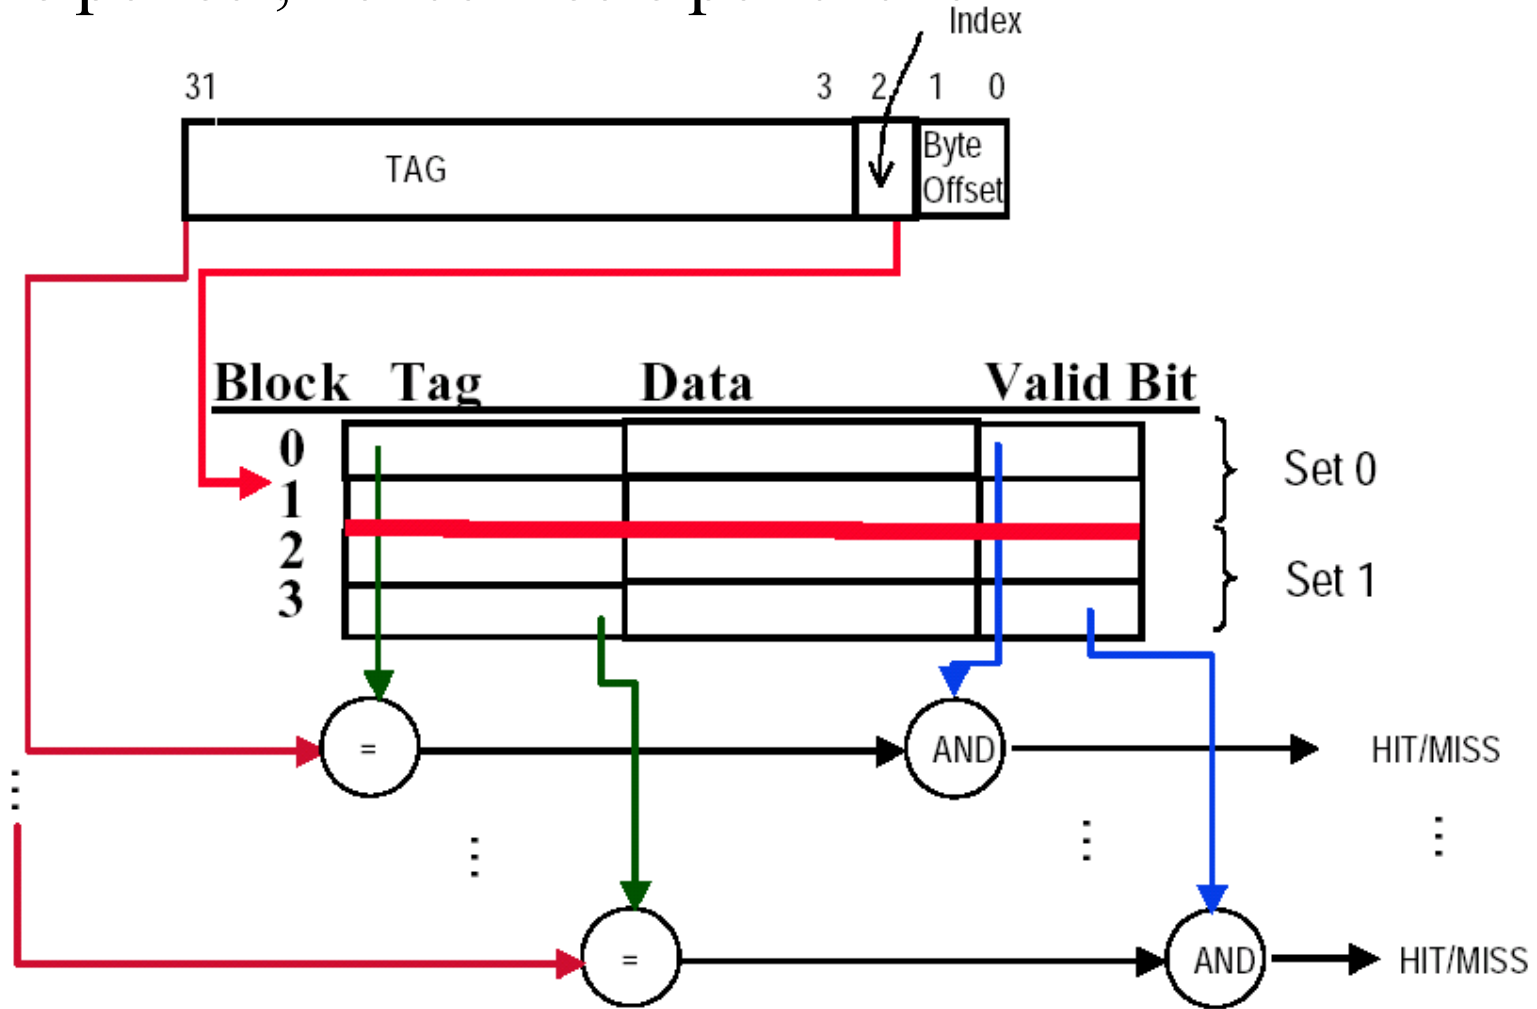 Index
31 3 2 1 0
TAG
Byte
Offset
Block Tag Data Valid Bit
0
1
2
3
Set 0
Set 1
= AND HIT/MISS
= AND HIT/MISS